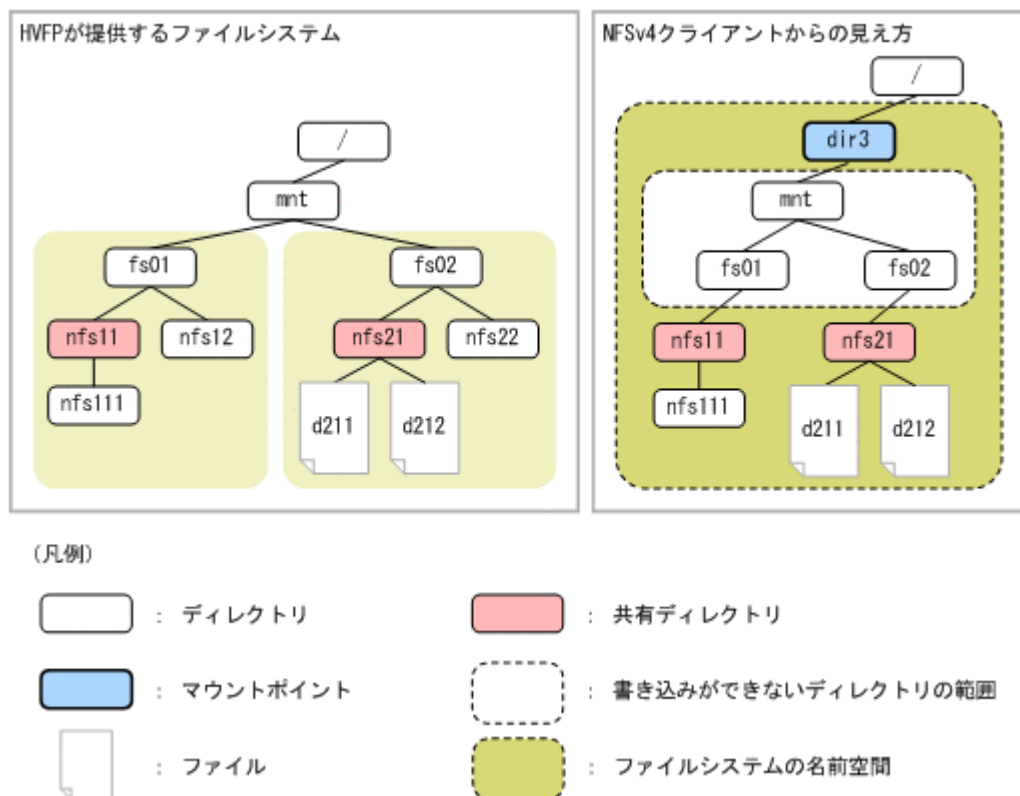 HVFPが提供するファイルシステム
/
mnt
fs01
fs02
nfs11
nfs12
nfs21
nfs22
nfs111
d211
d212
NFSv4クライアントからの見え方
/
dir3
mnt
fs01
fs02
nfs11
nfs21
nfs111
d211
d212
(凡例)
: ディレクトリ
: 共有ディレクトリ
: マウントポイント
: 書き込みができないディレクトリの範囲
: ファイル
: ファイルシステムの名前空間